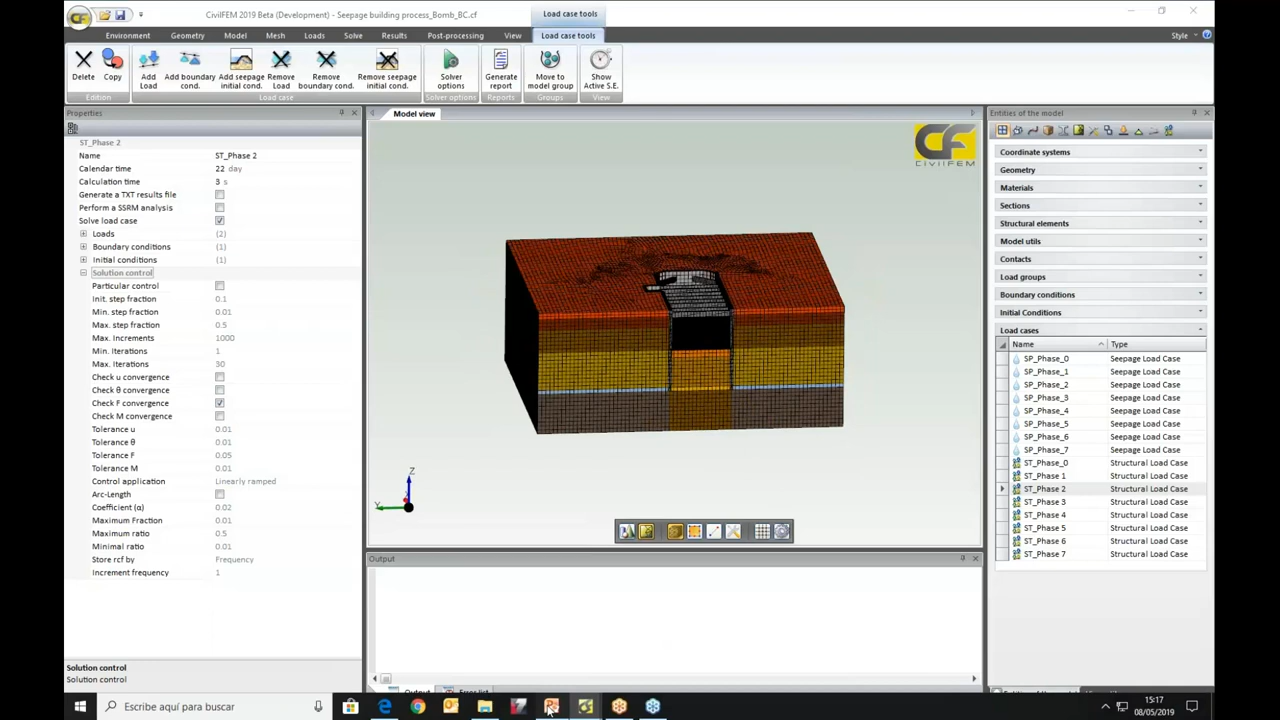 CivilFEM 2019 Beta (Development) - Seepage building process_Bomb_BC.cf
Load case tools
Environment Geometry Model Mesh Loads Solve Results Post-processing View Load case tools Style
Delete Copy Add Load Add boundary cond. Add seepage initial cond. Remove Load Remove boundary cond. Remove seepage initial cond. Solver options Generate report Move to model group Show Active S.E.
Edition Load case Solver options Reports Groups View
Properties
ST_Phase 2
Name ST_Phase 2
Calendar time 22 day
Calculation time 3 s
Generate a TXT results file
Perform a SSRM analysis
Solve load case
Loads (2)
Boundary conditions (1)
Initial conditions (1)
Solution control
Particular control
Init. step fraction 0.1
Min. step fraction 0.01
Max. step fraction 0.5
Max. Increments 1000
Min. Iterations 1
Max. Iterations 30
Check u convergence
Check θ convergence
Check F convergence
Check M convergence
Tolerance u 0.01
Tolerance θ 0.01
Tolerance F 0.05
Tolerance M 0.01
Control application Linearly ramped
Arc-Length
Coefficient (α) 0.02
Maximum Fraction 0.01
Maximum ratio 0.5
Minimal ratio 0.01
Store rcf by Frequency
Increment frequency 1
Solution control
Solution control
Model view
CF
CIVILFEM
Z
Y
Output
Output Error list
Entities of the model
Coordinate systems
Geometry
Materials
Sections
Structural elements
Model utils
Contacts
Load groups
Boundary conditions
Initial Conditions
Load cases
Name Type
SP_Phase_0 Seepage Load Case
SP_Phase_1 Seepage Load Case
SP_Phase_2 Seepage Load Case
SP_Phase_3 Seepage Load Case
SP_Phase_4 Seepage Load Case
SP_Phase_5 Seepage Load Case
SP_Phase_6 Seepage Load Case
SP_Phase_7 Seepage Load Case
ST_Phase_0 Structural Load Case
ST_Phase 1 Structural Load Case
ST_Phase 2 Structural Load Case
ST_Phase 3 Structural Load Case
ST_Phase 4 Structural Load Case
ST_Phase 5 Structural Load Case
ST_Phase 6 Structural Load Case
ST_Phase 7 Structural Load Case
Escribe aquí para buscar
15:17
08/05/2019